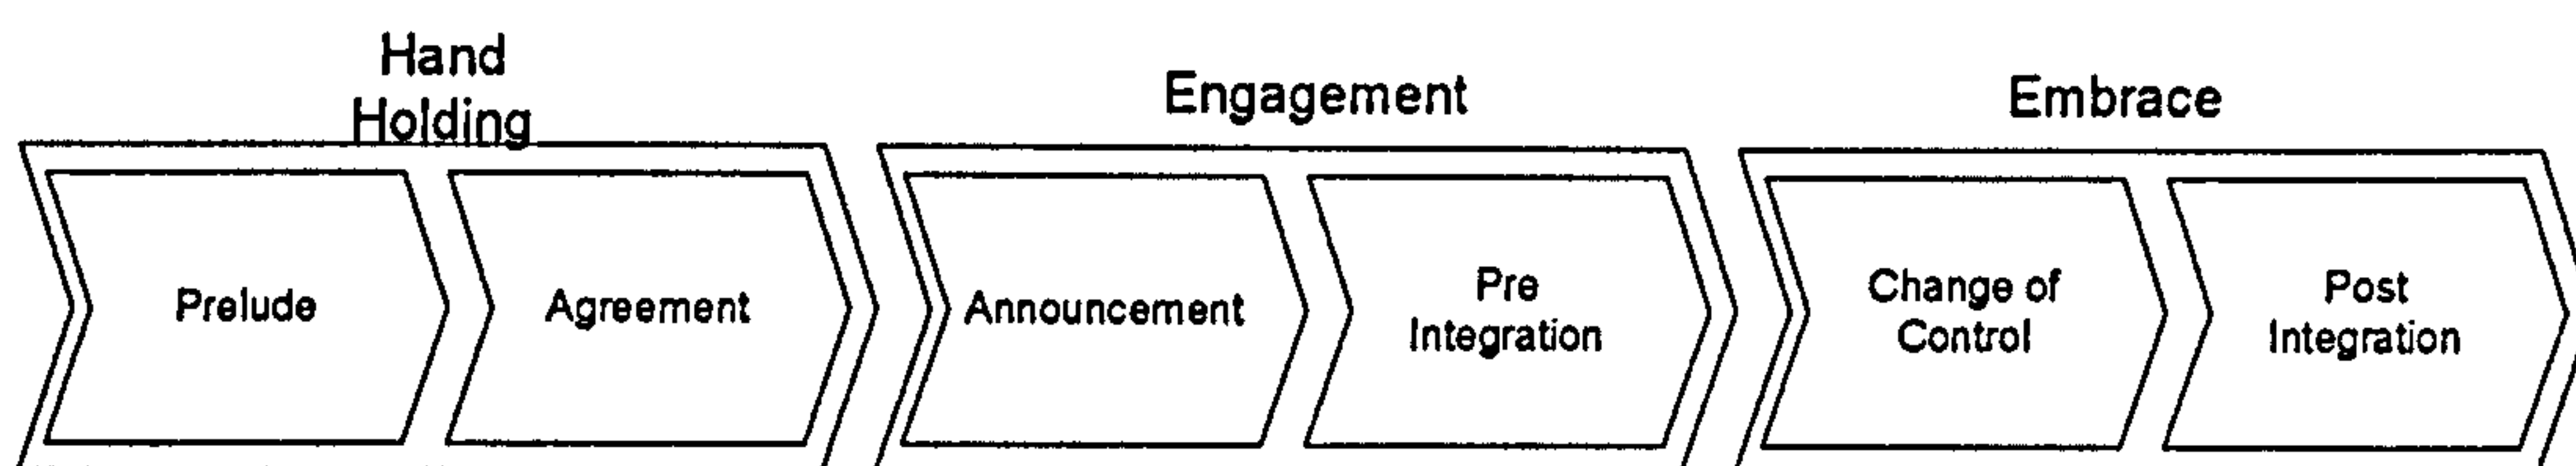 Hand
Holding
Engagement
Embrace
Prelude
Agreement
Announcement
Pre
Integration
Change of
Control
Post
Integration